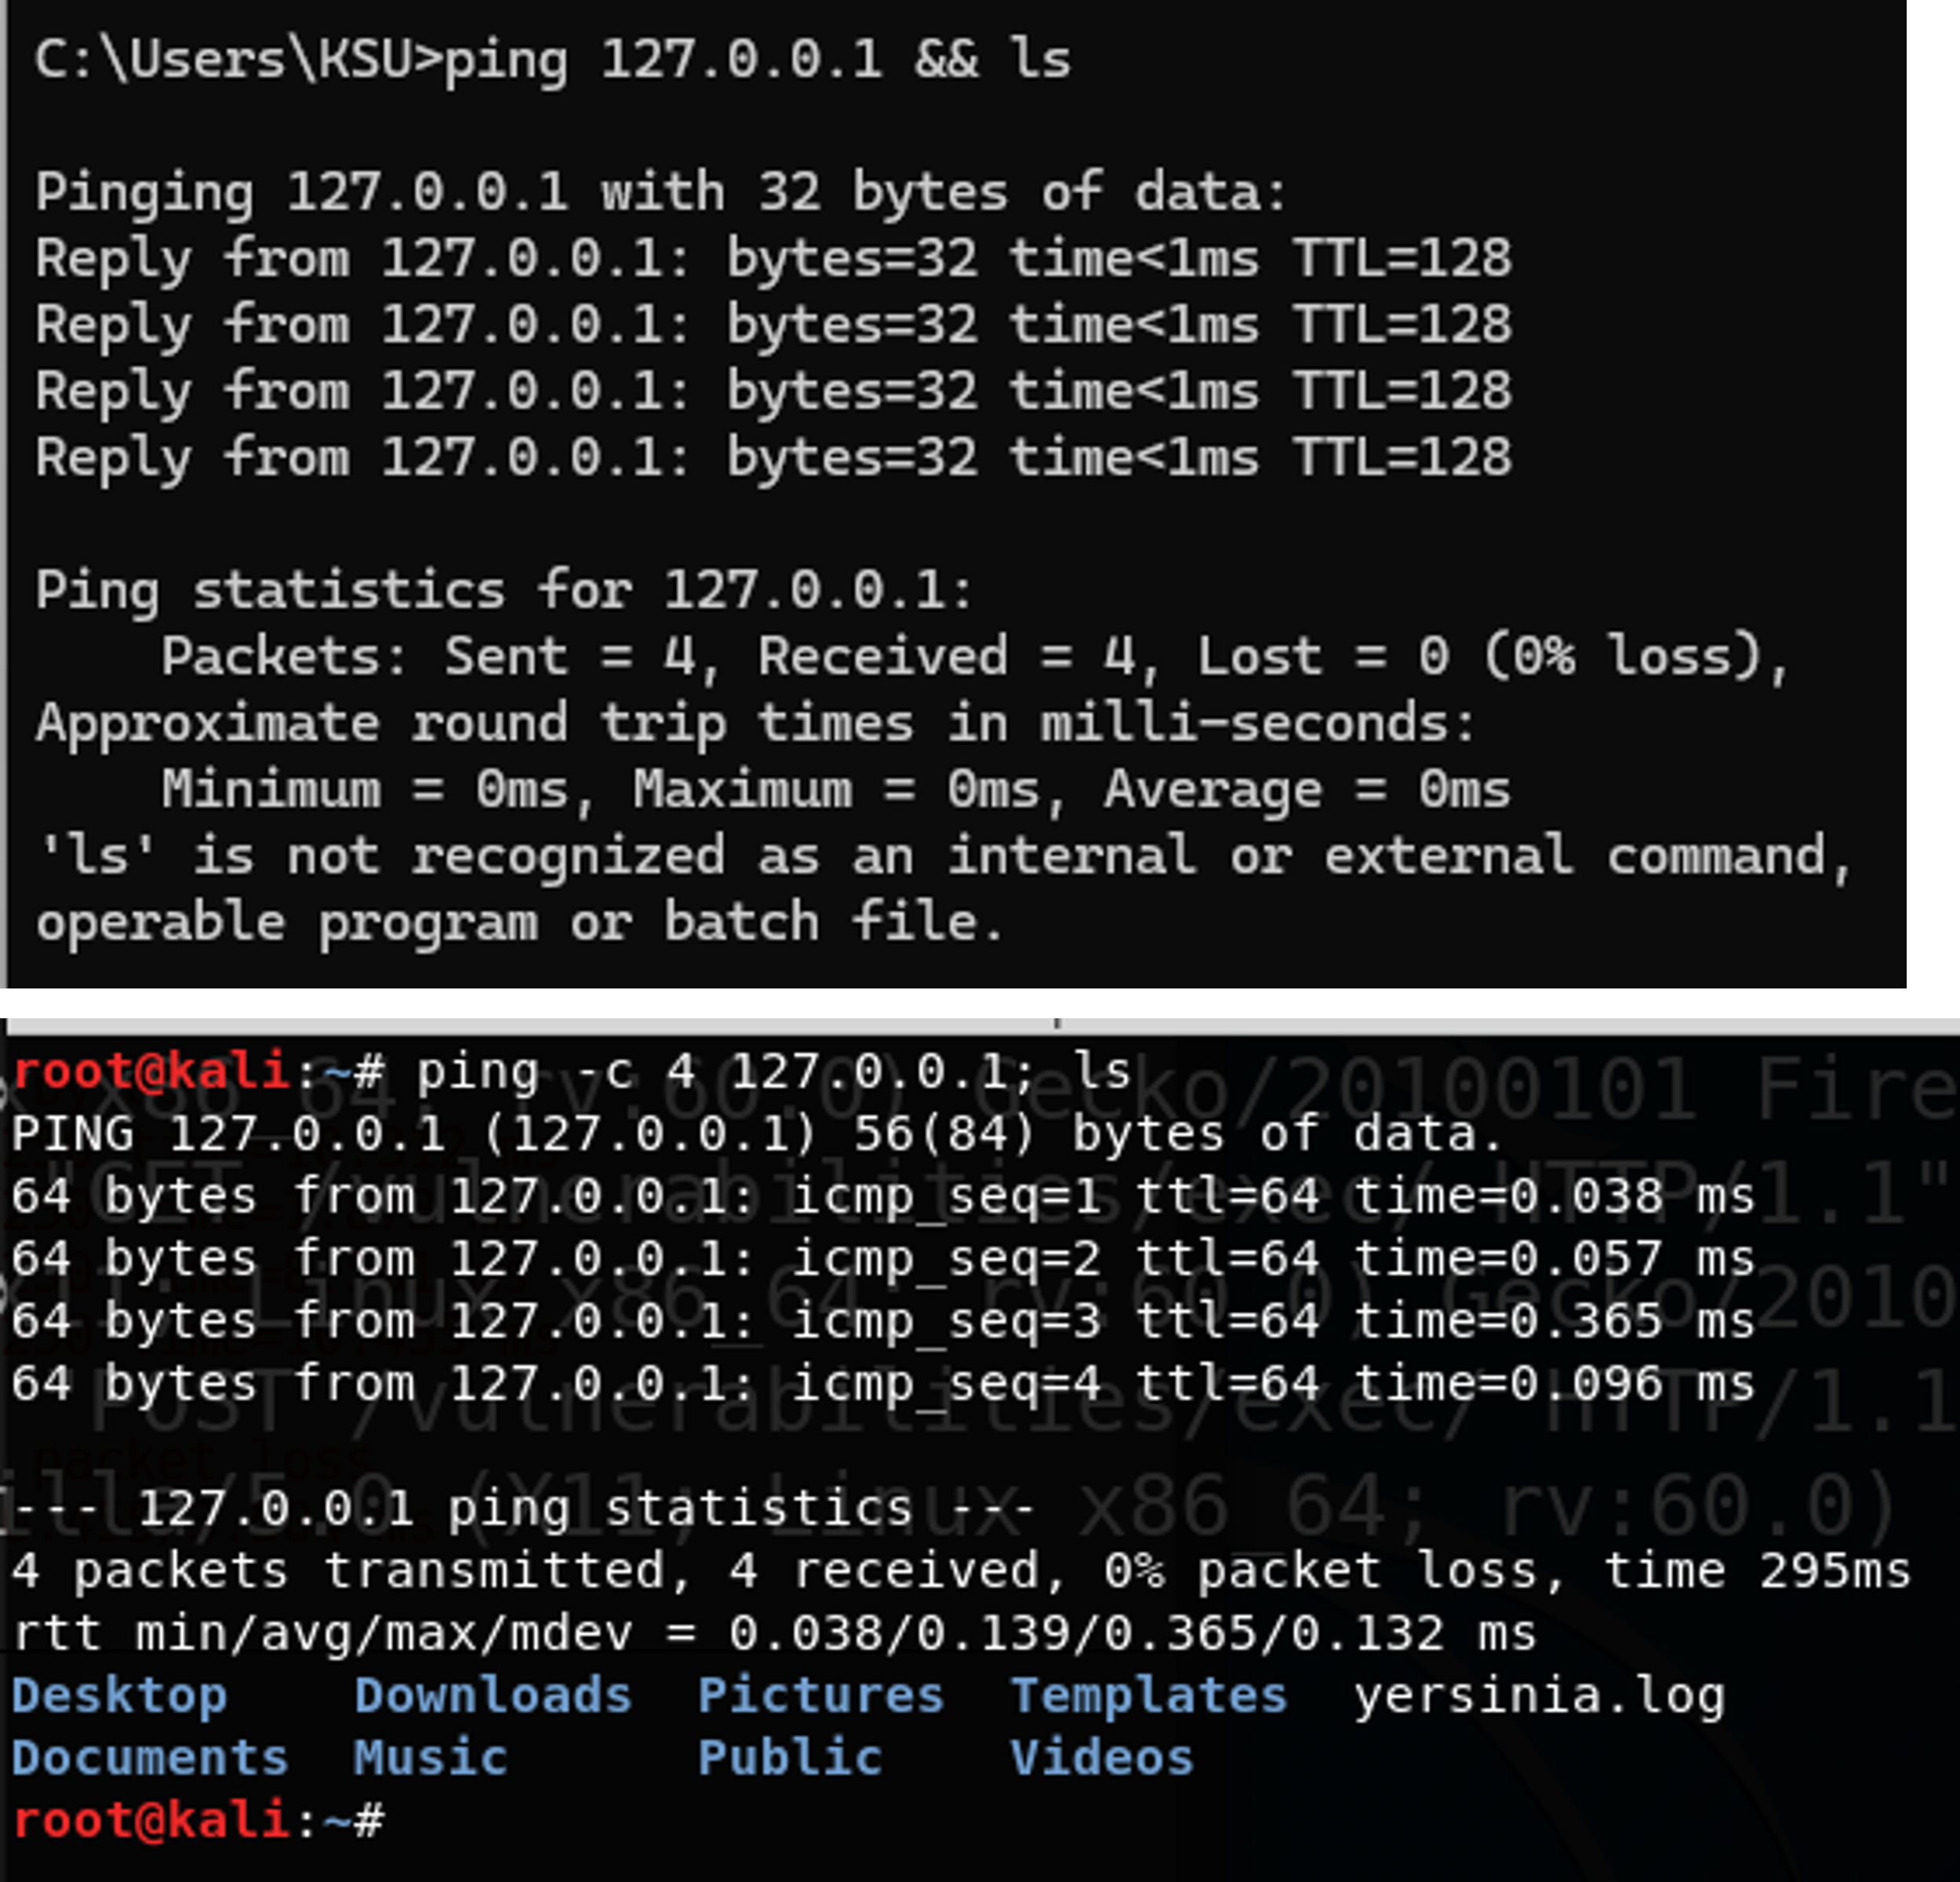 C:\Users\KSU>ping 127.0.0.1 && ls
Pinging 127.0.0.1 with 32 bytes of data:
Reply from 127.0.0.1: bytes=32 time<1ms TTL=128
Reply from 127.0.0.1: bytes=32 time<1ms TTL=128
Reply from 127.0.0.1: bytes=32 time<1ms TTL=128
Reply from 127.0.0.1: bytes=32 time<1ms TTL=128
Ping statistics for 127.0.0.1:
    Packets: Sent = 4, Received = 4, Lost = 0 (0% loss),
Approximate round trip times in milli-seconds:
    Minimum = 0ms, Maximum = 0ms, Average = 0ms
'ls' is not recognized as an internal or external command,
operable program or batch file.
root@kali:~# ping -c 4 127.0.0.1; ls
PING 127.0.0.1 (127.0.0.1) 56(84) bytes of data.
64 bytes from 127.0.0.1: icmp_seq=1 ttl=64 time=0.038 ms
64 bytes from 127.0.0.1: icmp_seq=2 ttl=64 time=0.057 ms
64 bytes from 127.0.0.1: icmp_seq=3 ttl=64 time=0.365 ms
64 bytes from 127.0.0.1: icmp_seq=4 ttl=64 time=0.096 ms
--- 127.0.0.1 ping statistics ---
4 packets transmitted, 4 received, 0% packet loss, time 295ms
rtt min/avg/max/mdev = 0.038/0.139/0.365/0.132 ms
Desktop    Downloads  Pictures  Templates  yersinia.log
Documents  Music      Public    Videos
root@kali:~#